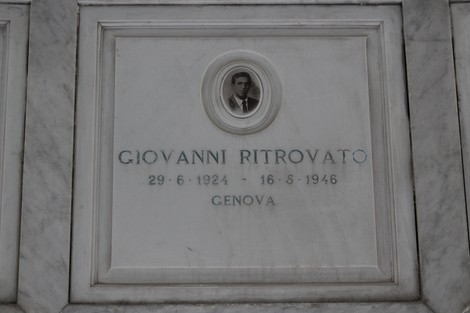 GIOVANNI RITROVATO
29·6·1924 - 16·8·1946
GENOVA